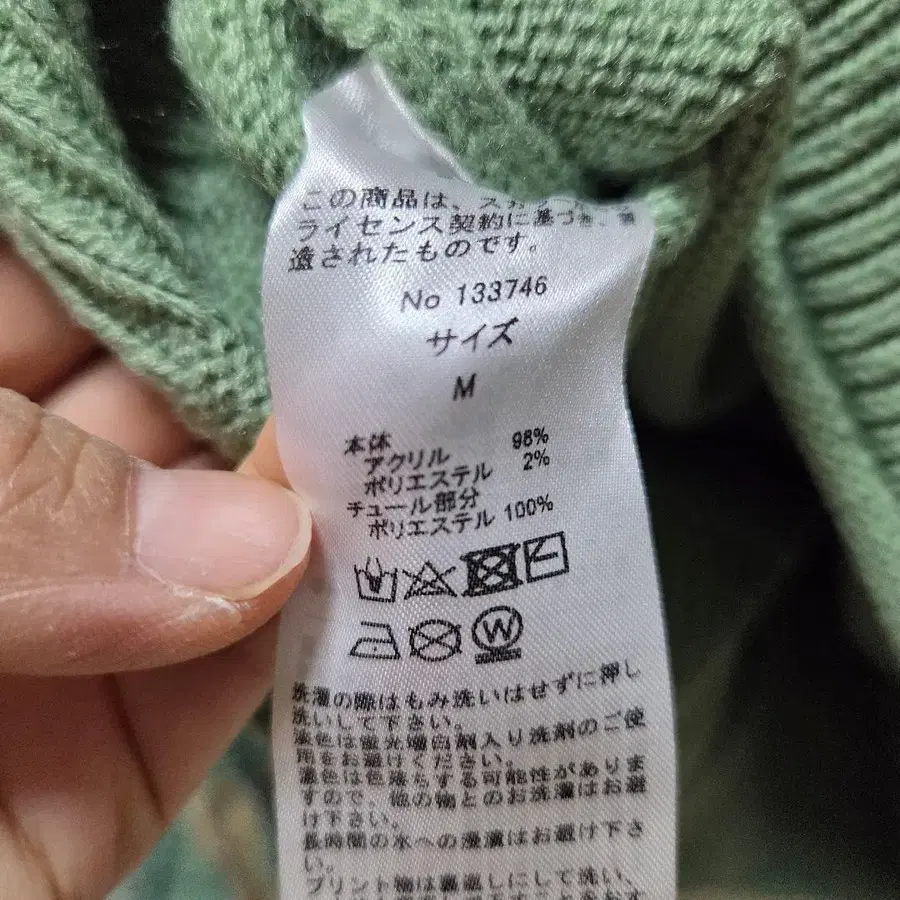 この商品は、
ライセンス契約に基づき、
造されたものです。
No 133746
サイズ
M
本体
アクリル 98%
ポリエステル 2%
チュール部分
ポリエステル 100%
W
洗濯の際はもみ洗いはせずに押し
洗いして下さい。
淡色は蛍光増白剤入り洗剤のご使
用をお避けください。
濃色は色落ちする可能性がありま
すので、他の物とのお洗濯はお避
け下さい。
長時間の水への浸漬はお避け下さ
い。
プリント物は裏返しにして洗い、